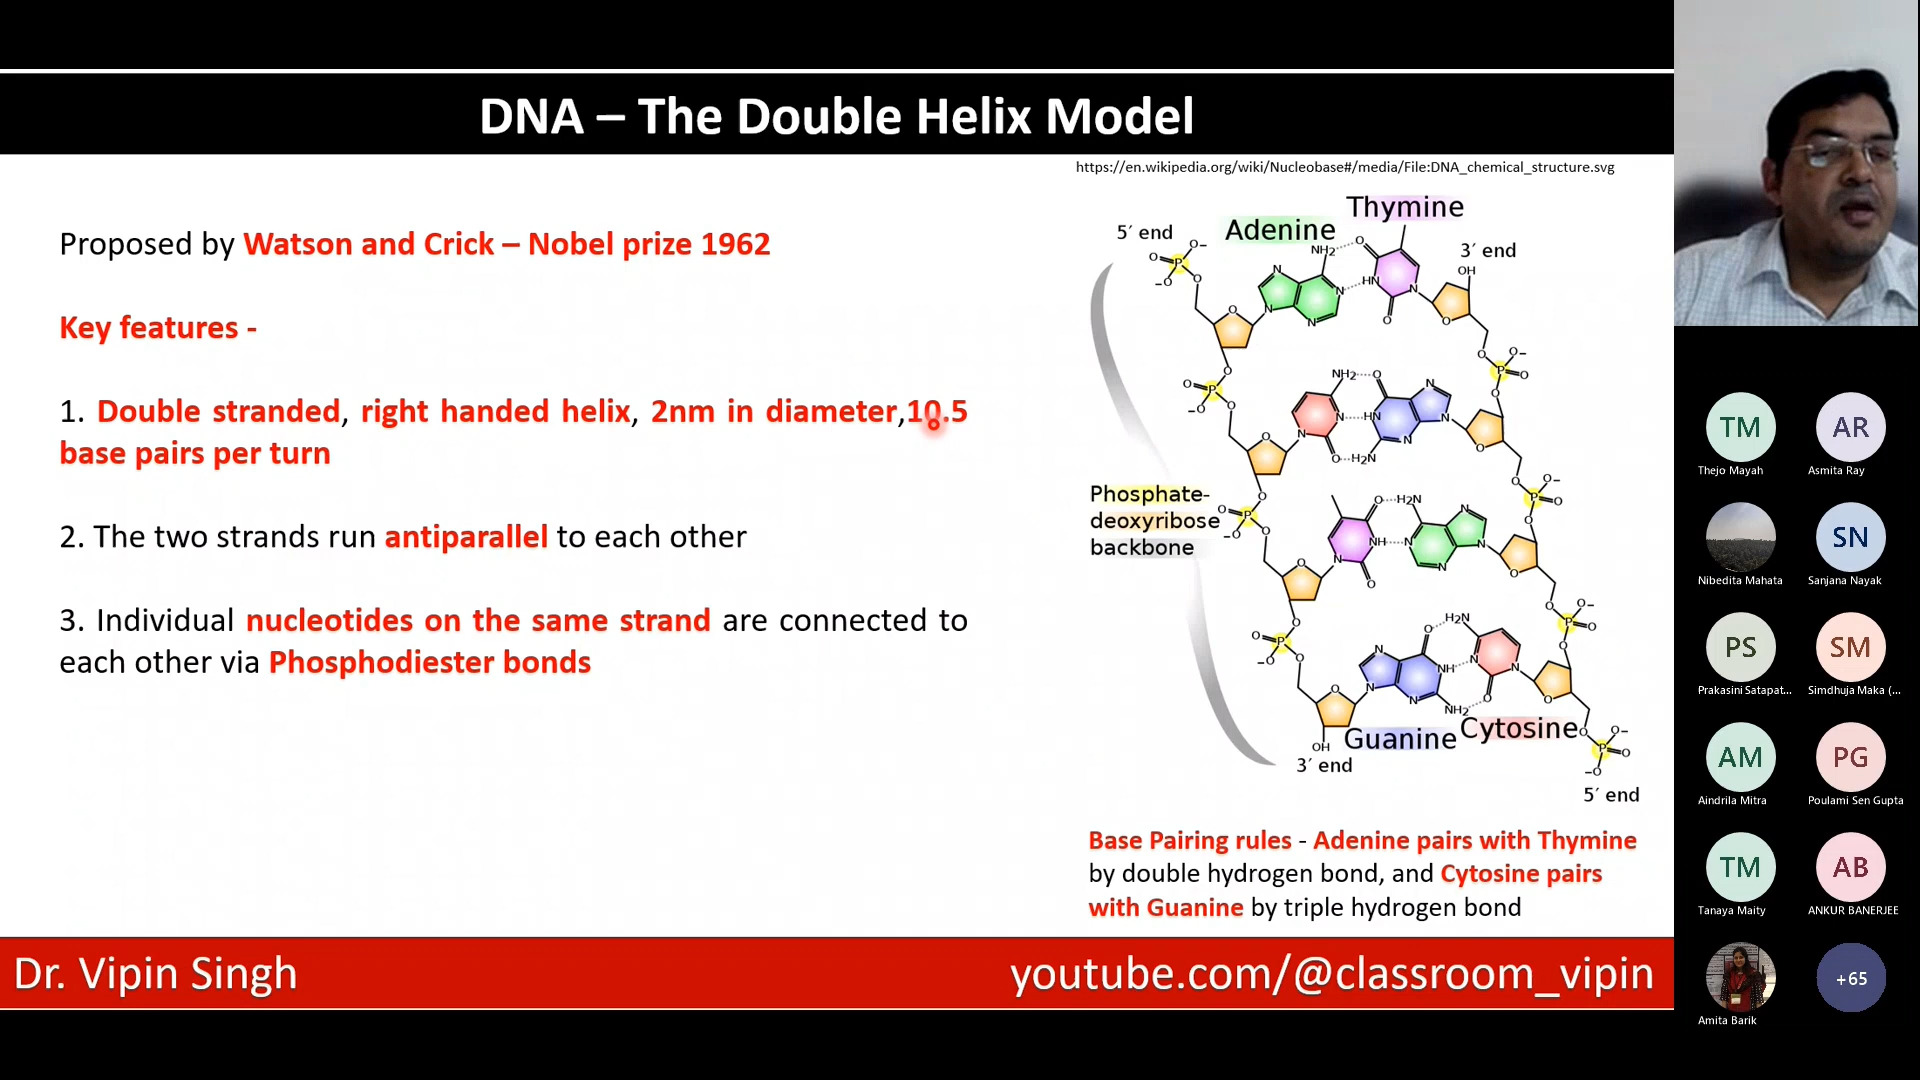 DNA – The Double Helix Model
https://en.wikipedia.org/wiki/Nucleobase#/media/File:DNA_chemical_structure.svg
Proposed by Watson and Crick – Nobel prize 1962
Key features -
1. Double stranded, right handed helix, 2nm in diameter,10.5
base pairs per turn
2. The two strands run antiparallel to each other
3. Individual nucleotides on the same strand are connected to
each other via Phosphodiester bonds
Thymine
Adenine
5′ end
3′ end
Phosphate-
deoxyribose
backbone
Guanine
Cytosine
3′ end
5′ end
Base Pairing rules - Adenine pairs with Thymine
by double hydrogen bond, and Cytosine pairs
with Guanine by triple hydrogen bond
Dr. Vipin Singh
youtube.com/@classroom_vipin
TM
AR
Thejo Mayah
Asmita Ray
SN
Nibedita Mahata
Sanjana Nayak
PS
SM
Prakasini Satapat...
Simdhuja Maka (...
AM
PG
Aindrila Mitra
Poulami Sen Gupta
TM
AB
Tanaya Maity
ANKUR BANERJEE
+65
Amita Barik